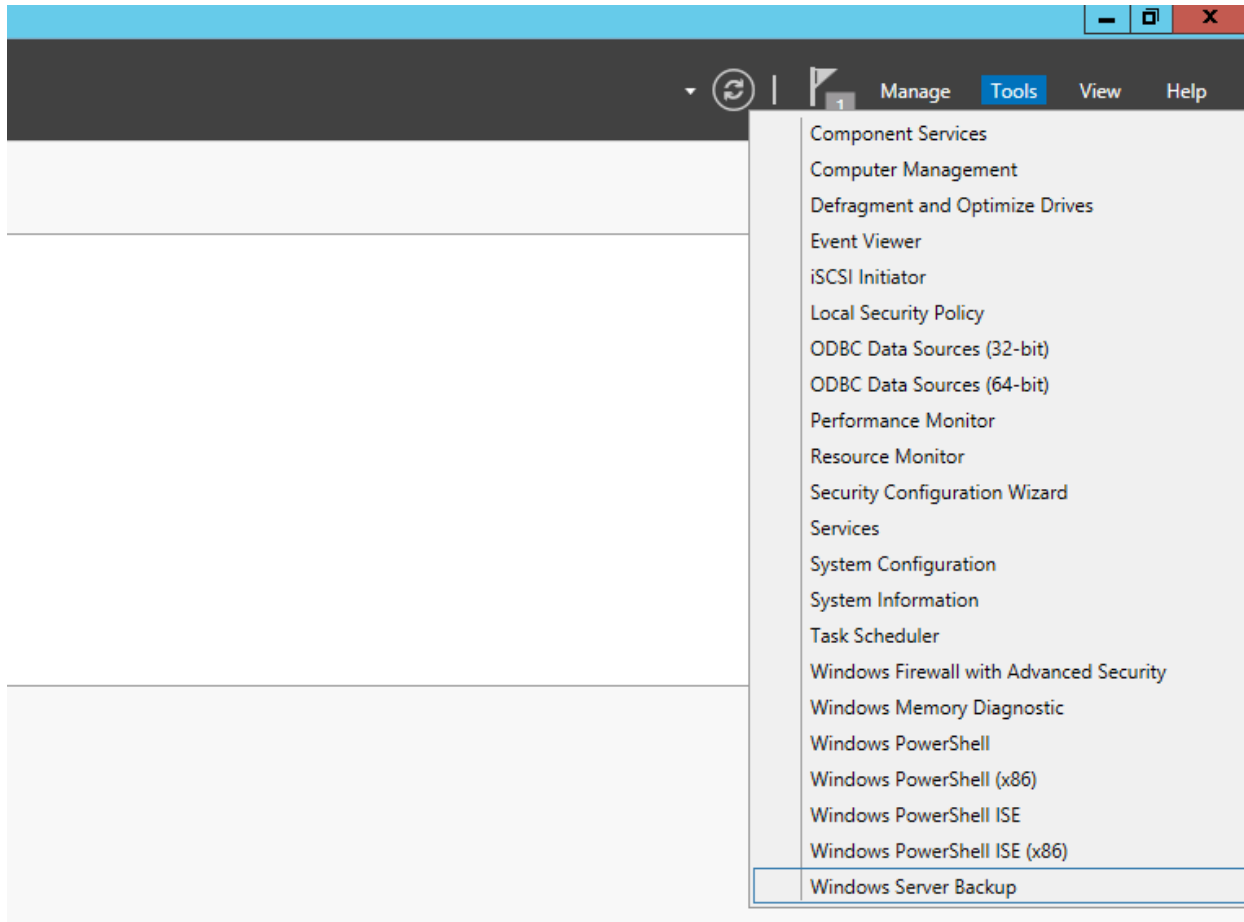 Manage Tools View Help
1
Component Services
Computer Management
Defragment and Optimize Drives
Event Viewer
iSCSI Initiator
Local Security Policy
ODBC Data Sources (32-bit)
ODBC Data Sources (64-bit)
Performance Monitor
Resource Monitor
Security Configuration Wizard
Services
System Configuration
System Information
Task Scheduler
Windows Firewall with Advanced Security
Windows Memory Diagnostic
Windows PowerShell
Windows PowerShell (x86)
Windows PowerShell ISE
Windows PowerShell ISE (x86)
Windows Server Backup